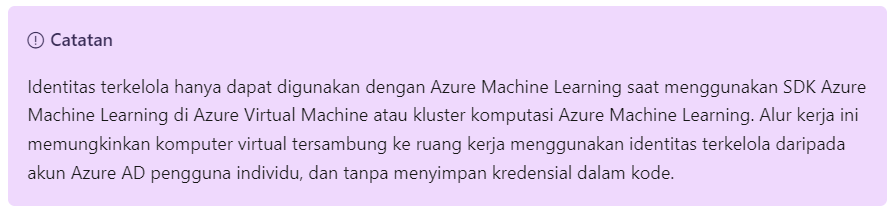 Catatan
Identitas terkelola hanya dapat digunakan dengan Azure Machine Learning saat menggunakan SDK Azure
Machine Learning di Azure Virtual Machine atau kluster komputasi Azure Machine Learning. Alur kerja ini
memungkinkan komputer virtual tersambung ke ruang kerja menggunakan identitas terkelola daripada
akun Azure AD pengguna individu, dan tanpa menyimpan kredensial dalam kode.